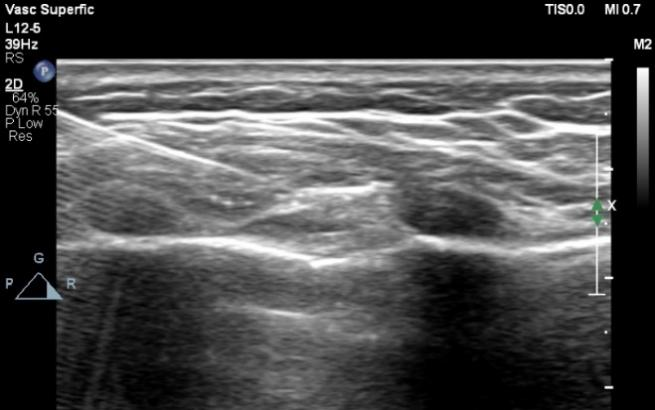 Vasc Superfic
TIS0.0 MI 0.7
L12-5
39Hz
RS
M2
P
2D
64%
Dyn R 55
P Low
Res
X
G
P R